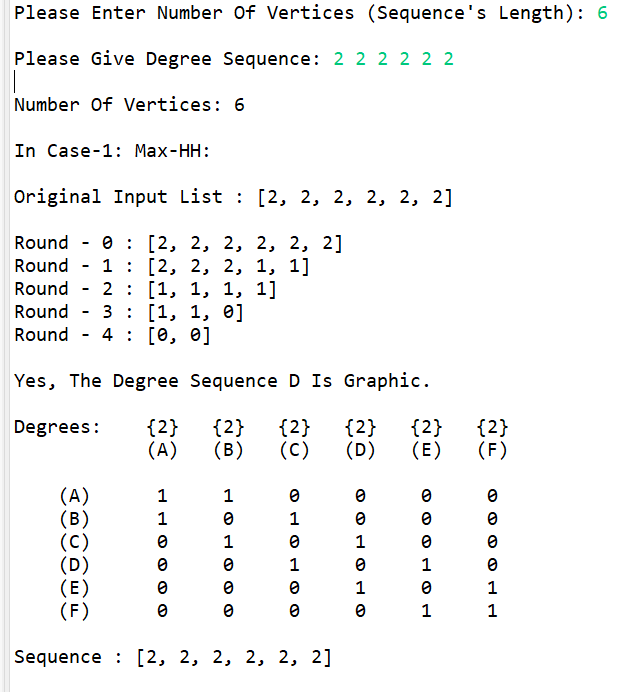 Please Enter Number Of Vertices (Sequence's Length): 6
Please Give Degree Sequence: 2 2 2 2 2 2
Number Of Vertices: 6
In Case-1: Max-HH:
Original Input List : [2, 2, 2, 2, 2, 2]
Round - 0 : [2, 2, 2, 2, 2, 2]
Round - 1 : [2, 2, 2, 1, 1]
Round - 2 : [1, 1, 1, 1]
Round - 3 : [1, 1, 0]
Round - 4 : [0, 0]
Yes, The Degree Sequence D Is Graphic.
Degrees: {2} {2} {2} {2} {2} {2}
(A) (B) (C) (D) (E) (F)
(A) 1 1 0 0 0 0
(B) 1 0 1 0 0 0
(C) 0 1 0 1 0 0
(D) 0 0 1 0 1 0
(E) 0 0 0 1 0 1
(F) 0 0 0 0 1 1
Sequence : [2, 2, 2, 2, 2, 2]